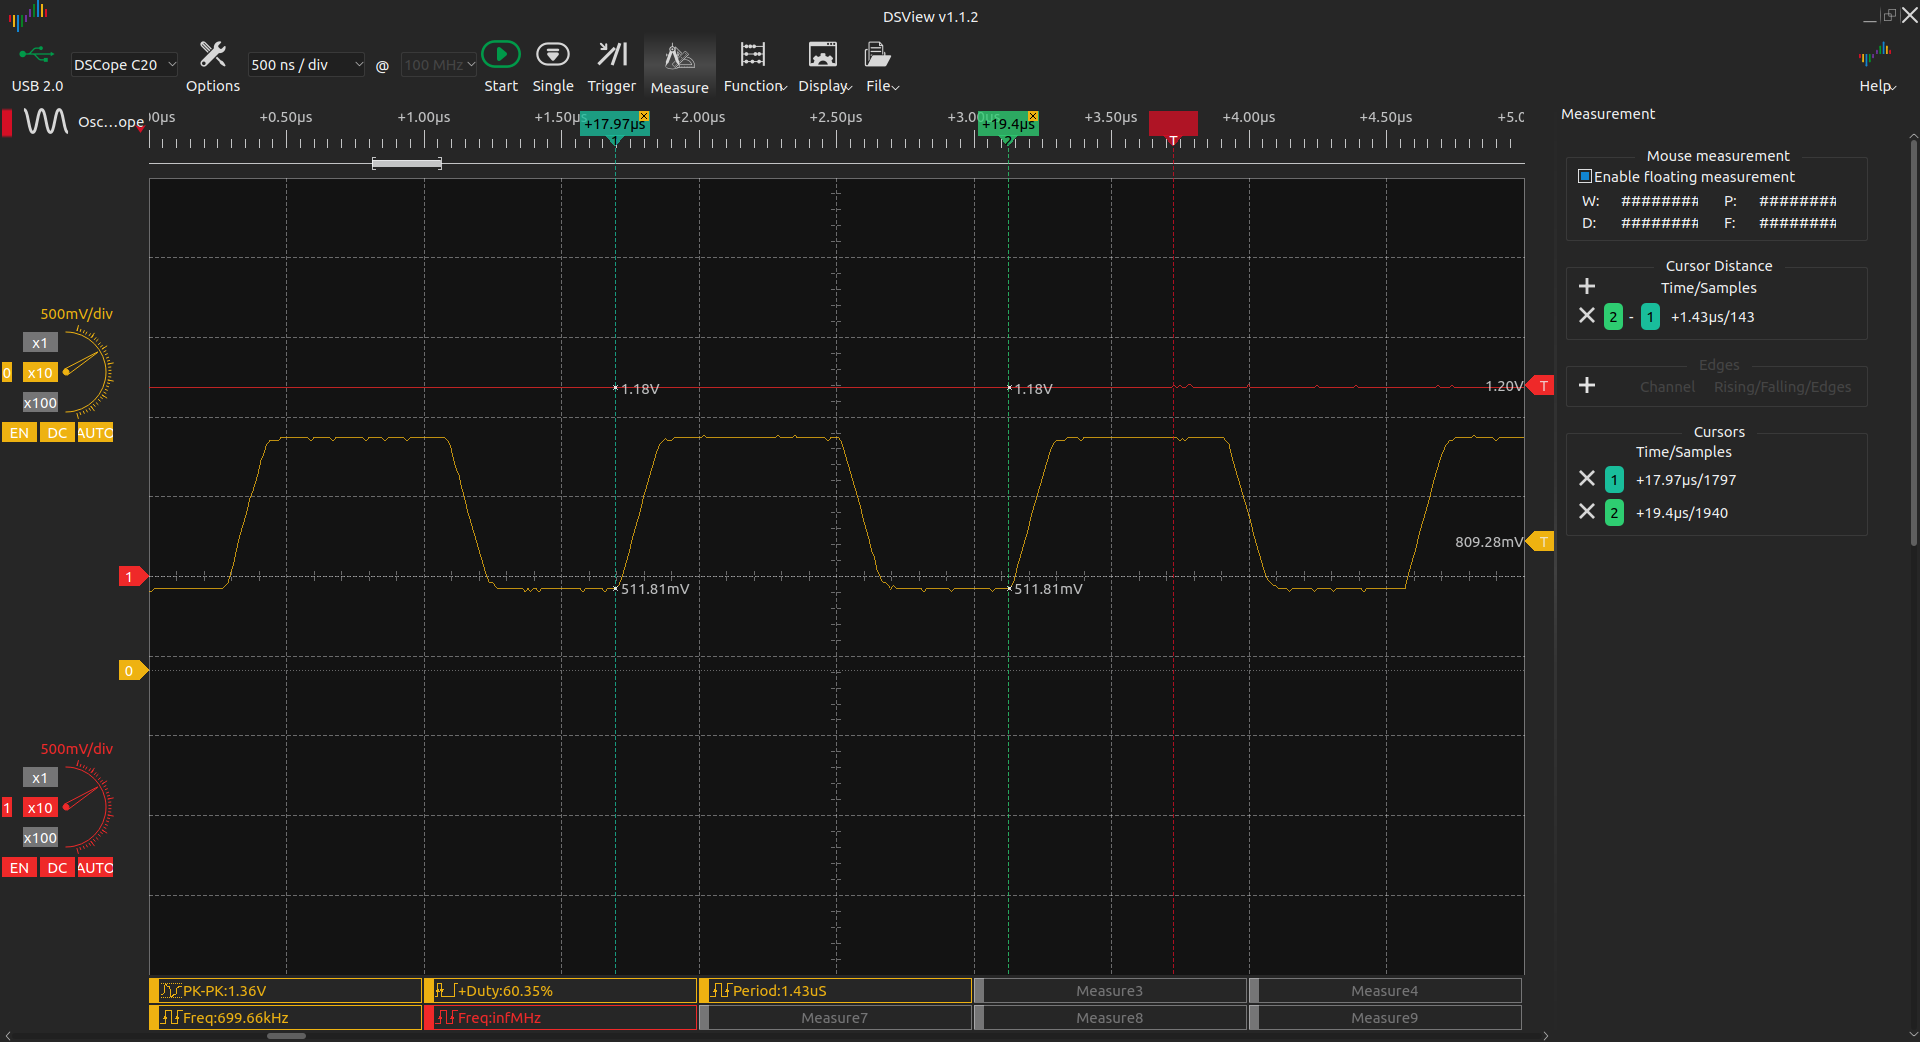 DSView v1.1.2
USB 2.0
DSCope C20
Options
500 ns / div
@
100 MHz
Start
Single
Trigger
Measure
Function
Display
File
Help
Osc...ope
00µs
+0.50µs
+1.00µs
+1.50µs
+17.97µs
+2.00µs
+2.50µs
+3.00
+19.4µs
+3.50µs
T
+4.00µs
+4.50µs
+5.0
1
2
500mV/div
x1
0
x10
x100
EN
DC
AUTO
1.18V
1.18V
1.20V
T
809.28mV
T
1
511.81mV
511.81mV
0
500mV/div
x1
1
x10
x100
EN
DC
AUTO
PK-PK:1.36V
+Duty:60.35%
Period:1.43uS
Measure3
Measure4
Freq:699.66kHz
Freq:infMHz
Measure7
Measure8
Measure9
Measurement
Mouse measurement
Enable floating measurement
W: ######## P: ########
D: ######## F: ########
Cursor Distance
Time/Samples
2 - 1 +1.43µs/143
Edges
Channel Rising/Falling/Edges
Cursors
Time/Samples
1 +17.97µs/1797
2 +19.4µs/1940